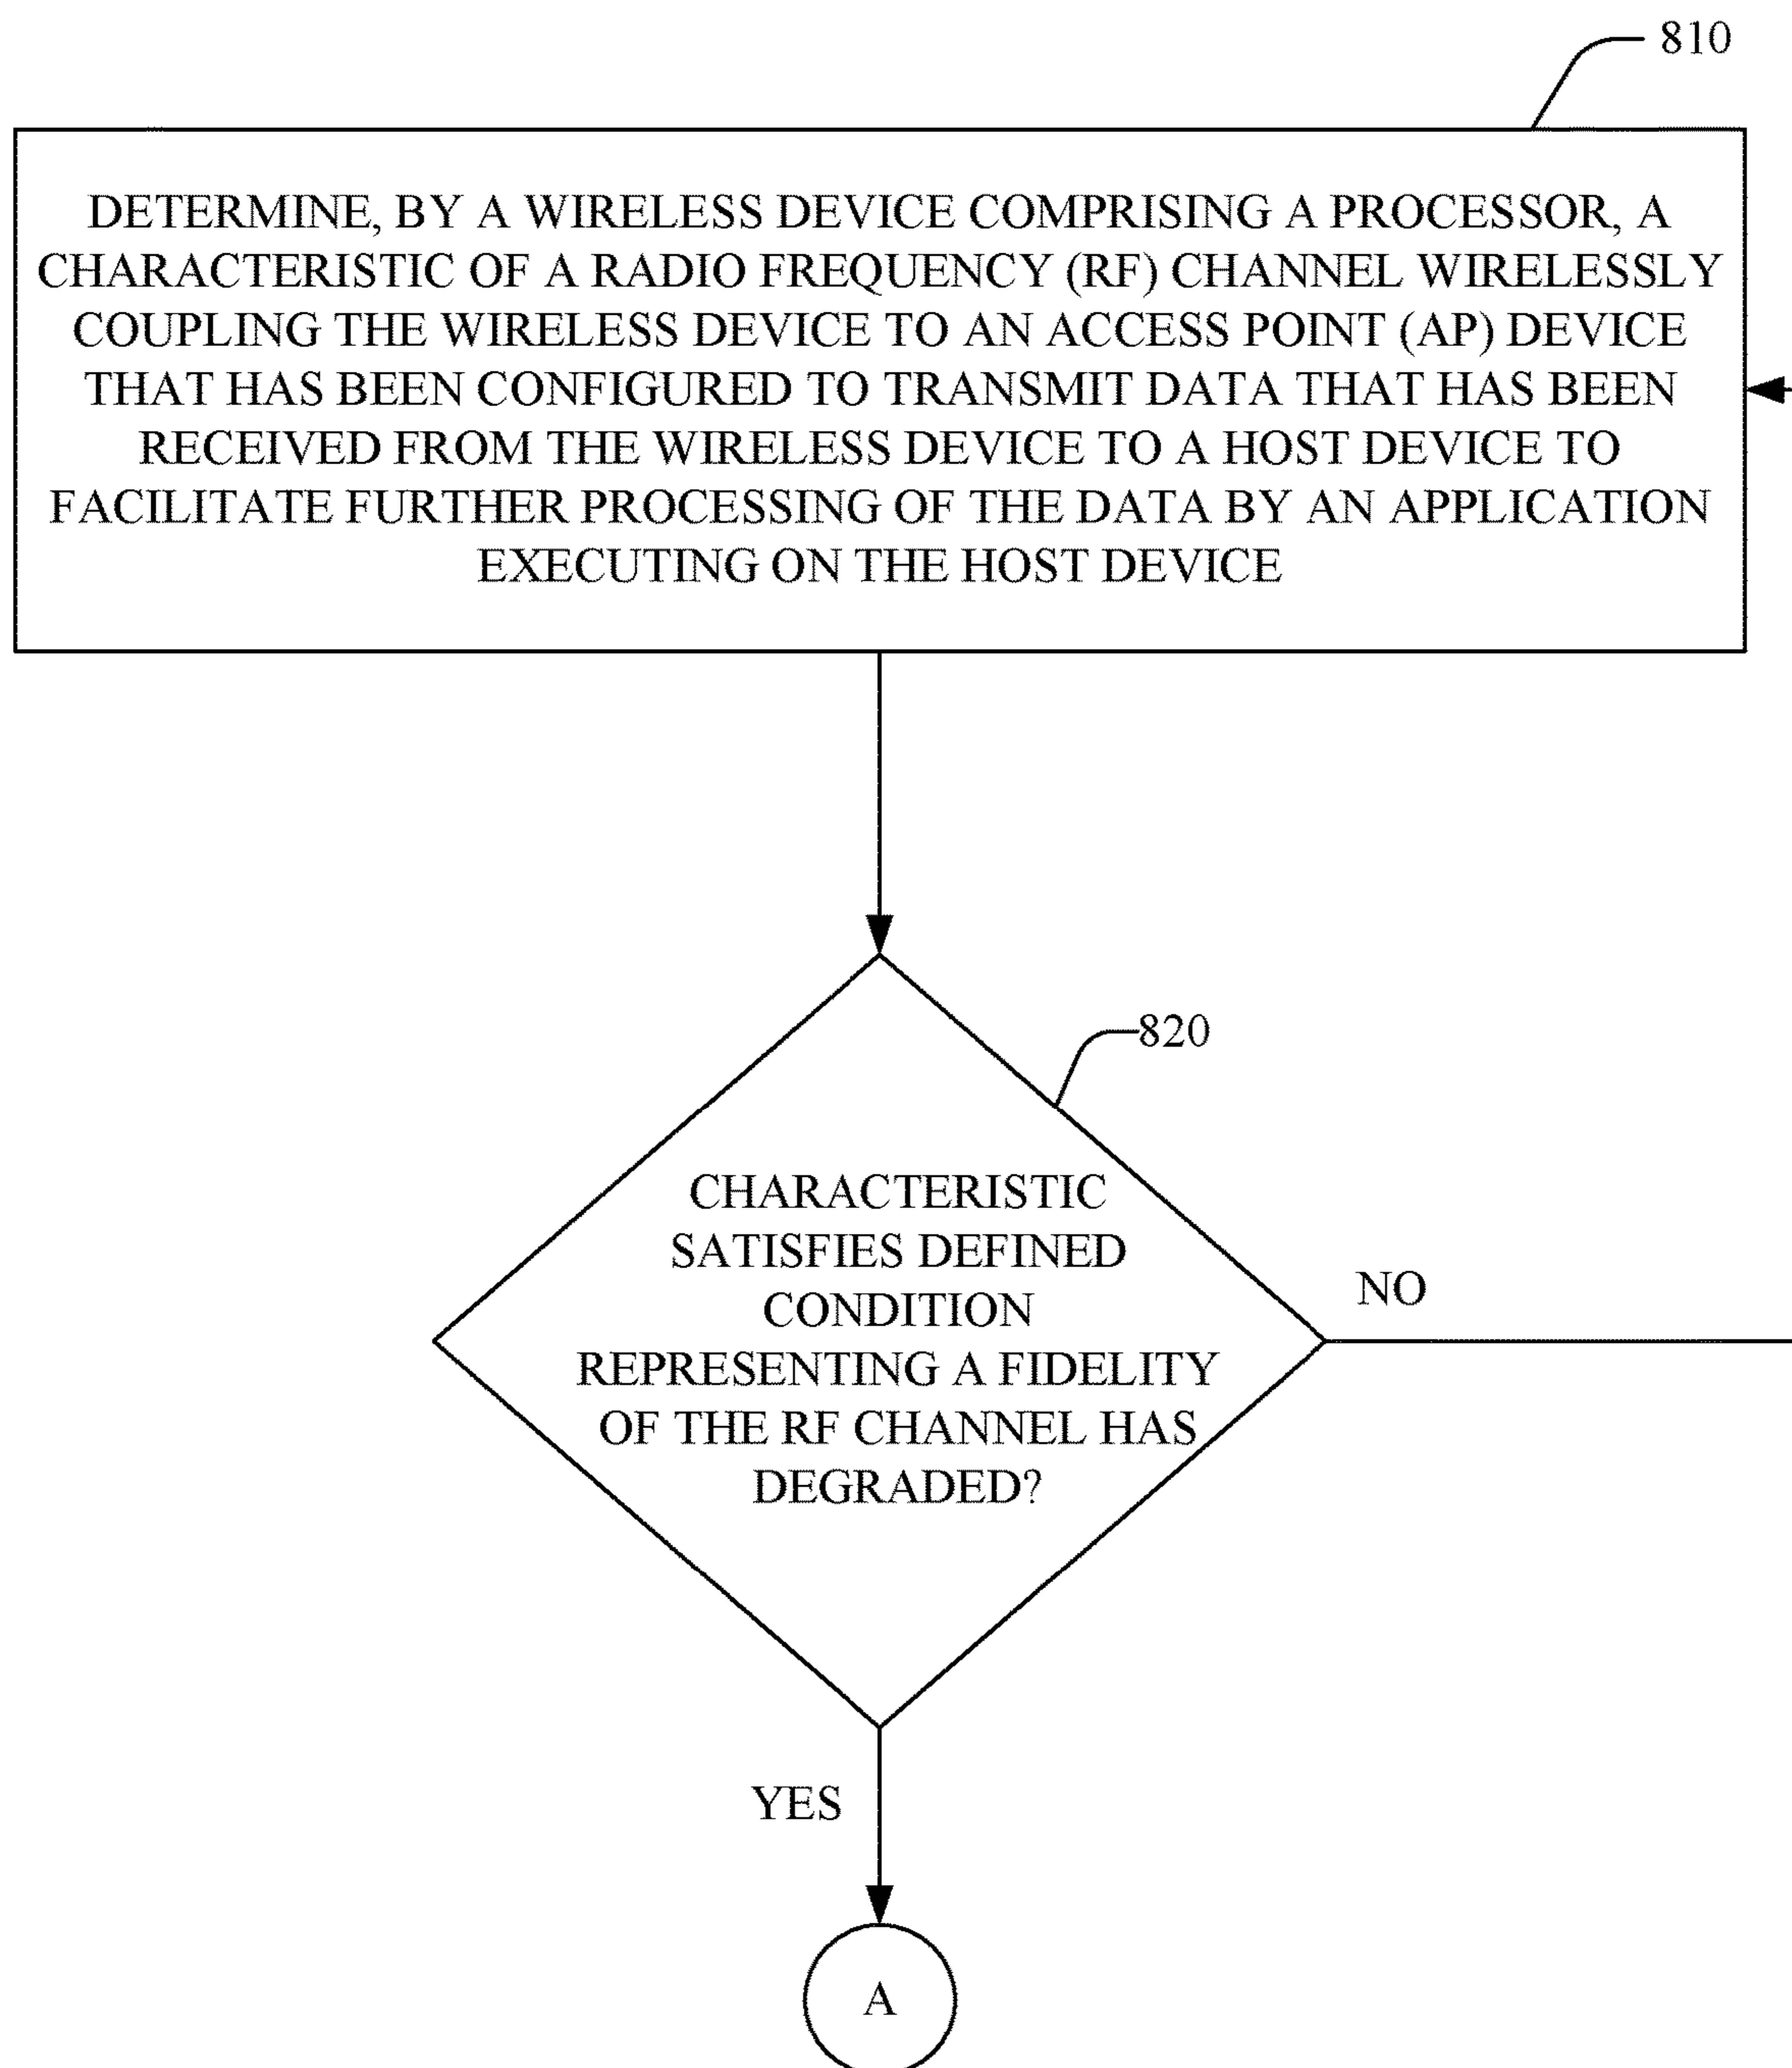 810
DETERMINE, BY A WIRELESS DEVICE COMPRISING A PROCESSOR, A
CHARACTERISTIC OF A RADIO FREQUENCY (RF) CHANNEL WIRELESSLY
COUPLING THE WIRELESS DEVICE TO AN ACCESS POINT (AP) DEVICE
THAT HAS BEEN CONFIGURED TO TRANSMIT DATA THAT HAS BEEN
RECEIVED FROM THE WIRELESS DEVICE TO A HOST DEVICE TO
FACILITATE FURTHER PROCESSING OF THE DATA BY AN APPLICATION
EXECUTING ON THE HOST DEVICE
820
CHARACTERISTIC
SATISFIES DEFINED
CONDITION
REPRESENTING A FIDELITY
OF THE RF CHANNEL HAS
DEGRADED?
NO
YES
A